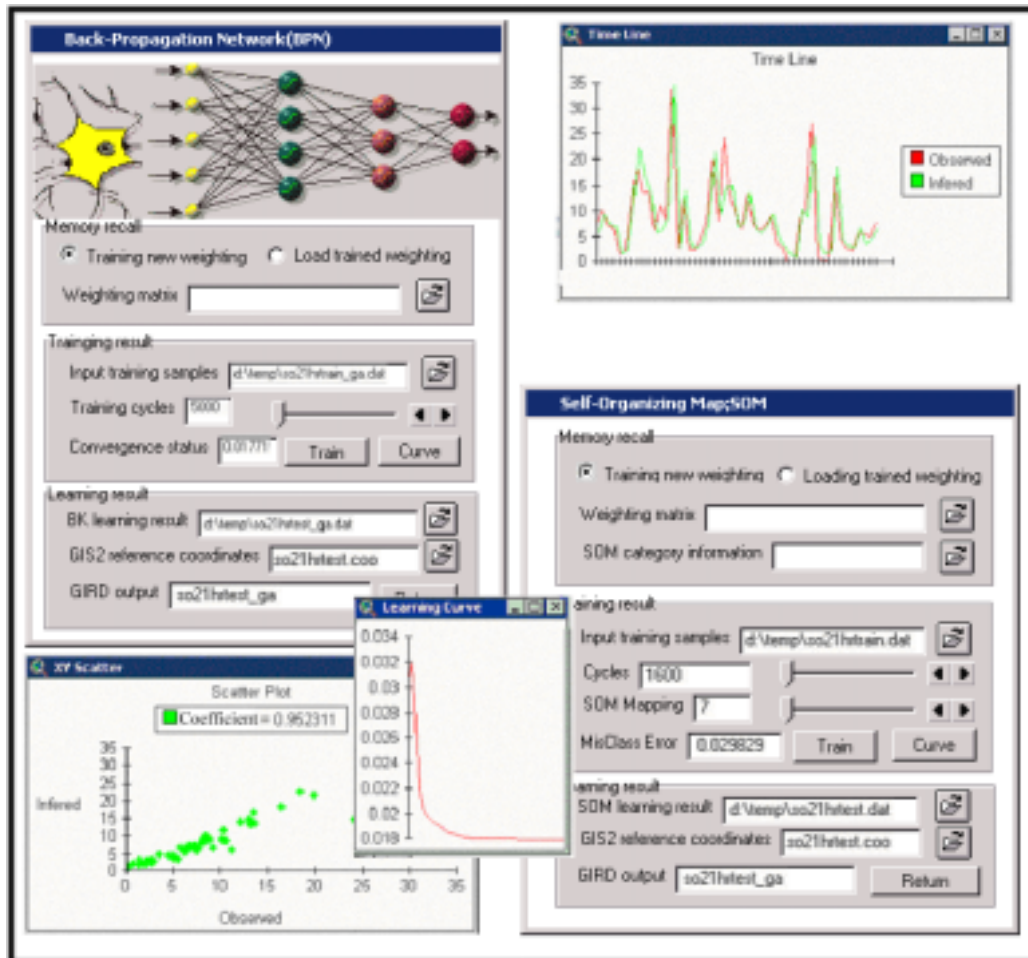 Back-Propagation Network(BPN)
Memory recall
Training new weighting
Load trained weighting
Weighting matrix
Trainging result
Input training samples
d:\temp\so21hrtrain_ga.dat
Training cycles
5000
Convergence status
Train
Curve
Learning result
BK learning result
d:\temp\so21hrtest_ga.dat
GIS2 reference coordinates
so21hrtest.coo
GIRD output
so21hrtest_ga
Time Line
Time Line
35
30
25
20
15
10
5
0
Observed
Infered
Self-Organizing Map;SOM
Memory recall
Training new weighting
Loading trained weighting
Weighting matrix
SOM category information
aining result
Input training samples
d:\temp\so21hrtrain.dat
Cycles
1600
SOM Mapping
7
MisClass Error
0.029829
Train
Curve
arning result
SOM learning result
d:\temp\so21hrtest.dat
GIS2 reference coordinates
so21hrtest.coo
GIRD output
so21hrtest_ga
Return
Learning Curve
0.034
0.032
0.03
0.028
0.026
0.024
0.022
0.02
0.018
XY Scatter
Scatter Plot
Coefficient = 0.952311
35
30
25
20
15
10
5
0
Infered
0
5
10
15
20
25
30
35
Observed